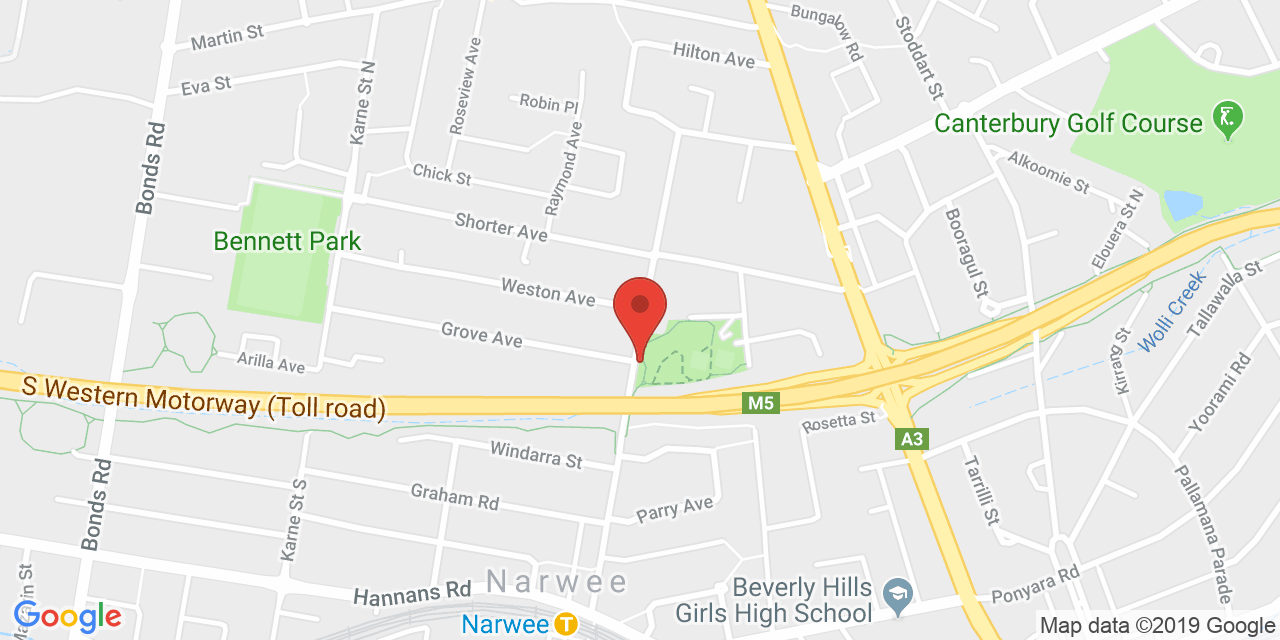 Martin St
Hilton Ave
Bungalow Rd
Stoddart St
Eva St
Karne St N
Roseview Ave
Robin Pl
Canterbury Golf Course
Bonds Rd
Chick St
Raymond Ave
Alkoomie St
Shorter Ave
Bennett Park
Booragul St
Elouera St N
Weston Ave
Grove Ave
Wolli Creek
Tallawalla St
Arilla Ave
Kirrang St
Yoorami Rd
S Western Motorway (Toll road)
M5
Rosetta St
A3
Windarra St
Bonds Rd
Karne St S
Graham Rd
Parry Ave
Tarrilli St
Pallamana Parade
Hannans Rd
Narwee
Beverly Hills
Girls High School
Ponyara Rd
Narwee
T
Google
Map data ©2019 Google